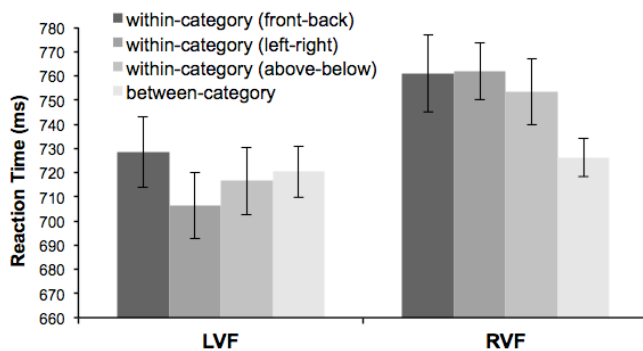 780
770
760
750
740
730
720
710
700
690
680
670
660
Reaction Time (ms)
within-category (front-back)
within-category (left-right)
within-category (above-below)
between-category
LVF
RVF